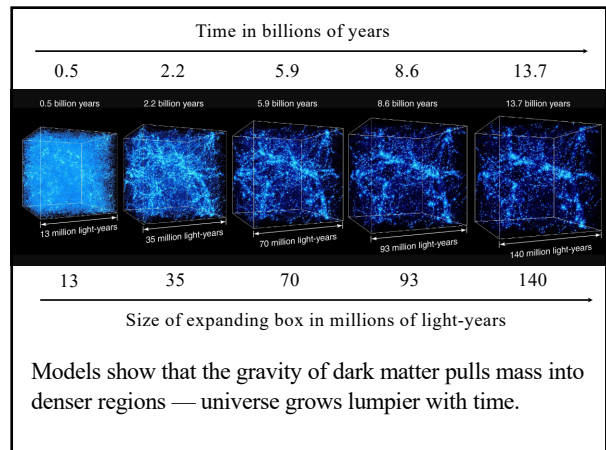 Time in billions of years
0.5 2.2 5.9 8.6 13.7
0.5 billion years 2.2 billion years 5.9 billion years 8.6 billion years 13.7 billion years
13 million light-years 35 million light-years 70 million light-years 93 million light-years 140 million light-years
13 35 70 93 140
Size of expanding box in millions of light-years
Models show that the gravity of dark matter pulls mass into
denser regions — universe grows lumpier with time.